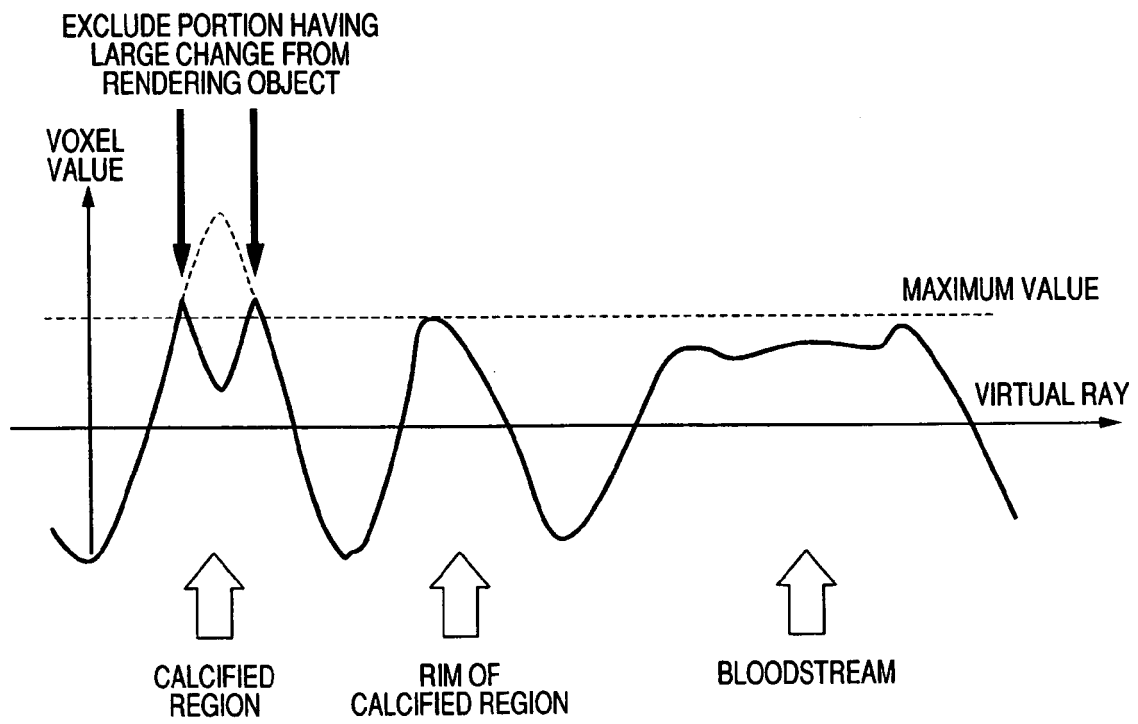 EXCLUDE PORTION HAVING
LARGE CHANGE FROM
RENDERING OBJECT
VOXEL
VALUE
MAXIMUM VALUE
VIRTUAL RAY
CALCIFIED
REGION
RIM OF
CALCIFIED REGION
BLOODSTREAM